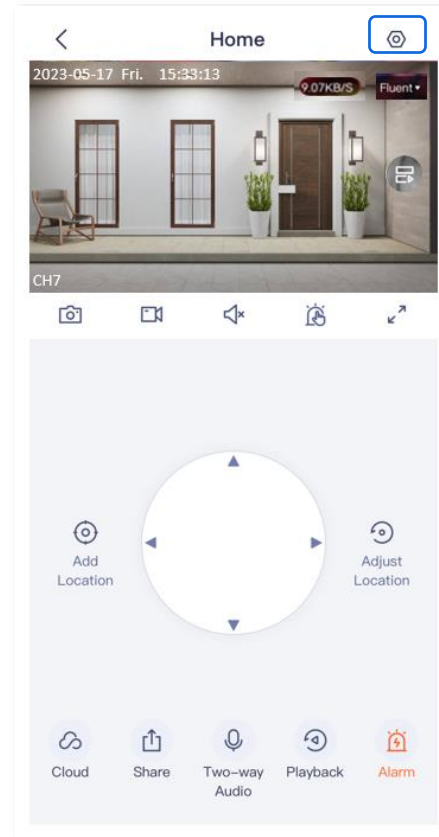 Home
2023-05-17 Fri. 15:33:13
9.07KB/S
Fluent
CH7
Add
Location
Adjust
Location
Cloud
Share
Two-way
Audio
Playback
Alarm